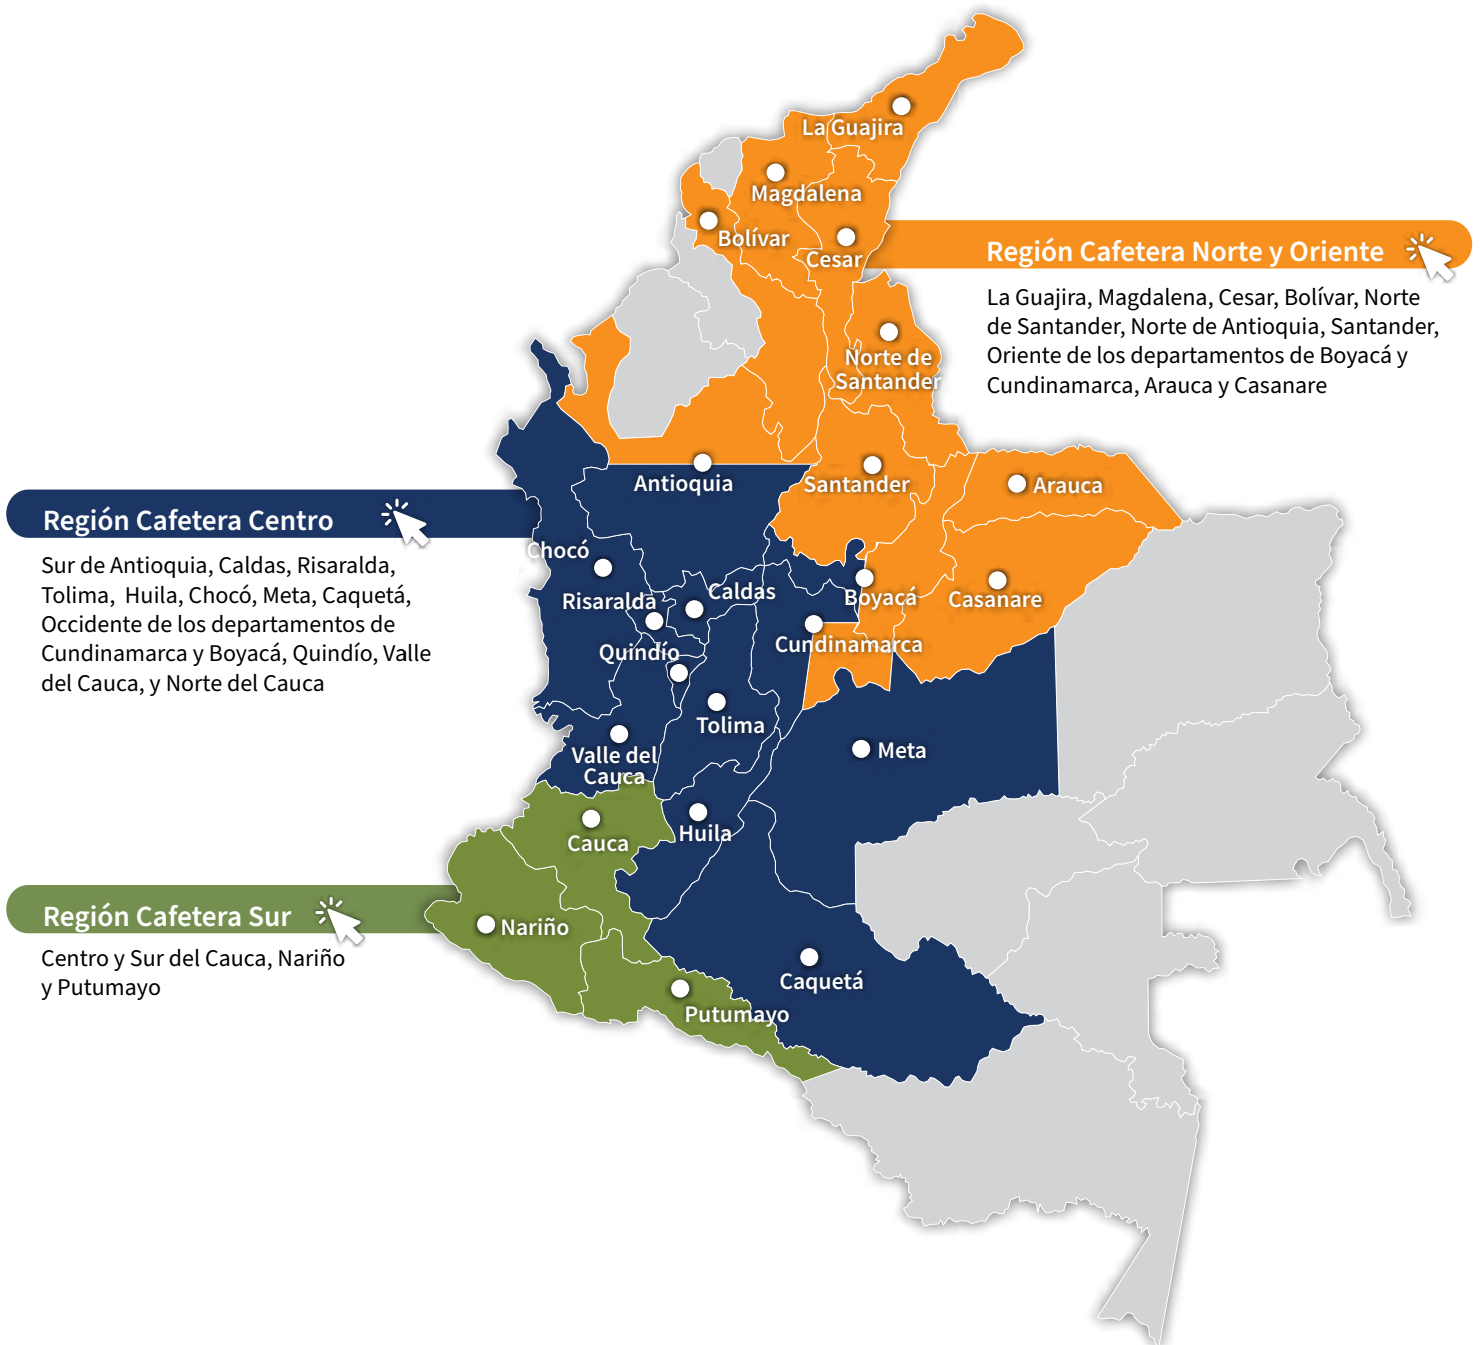 La Guajira
Magdalena
Bolívar
Cesar
Región Cafetera Norte y Oriente
La Guajira, Magdalena, Cesar, Bolívar, Norte
de Santander, Norte de Antioquia, Santander,
Oriente de los departamentos de Boyacá y
Cundinamarca, Arauca y Casanare
Norte de
Santander
Antioquia
Santander
Arauca
Región Cafetera Centro
Sur de Antioquia, Caldas, Risaralda,
Tolima, Huila, Chocó, Meta, Caquetá,
Occidente de los departamentos de
Cundinamarca y Boyacá, Quindío, Valle
del Cauca, y Norte del Cauca
Chocó
Risaralda
Caldas
Boyacá
Casanare
Quindío
Cundinamarca
Tolima
Meta
Valle del
Cauca
Huila
Cauca
Región Cafetera Sur
Centro y Sur del Cauca, Nariño
y Putumayo
Nariño
Caquetá
Putumayo